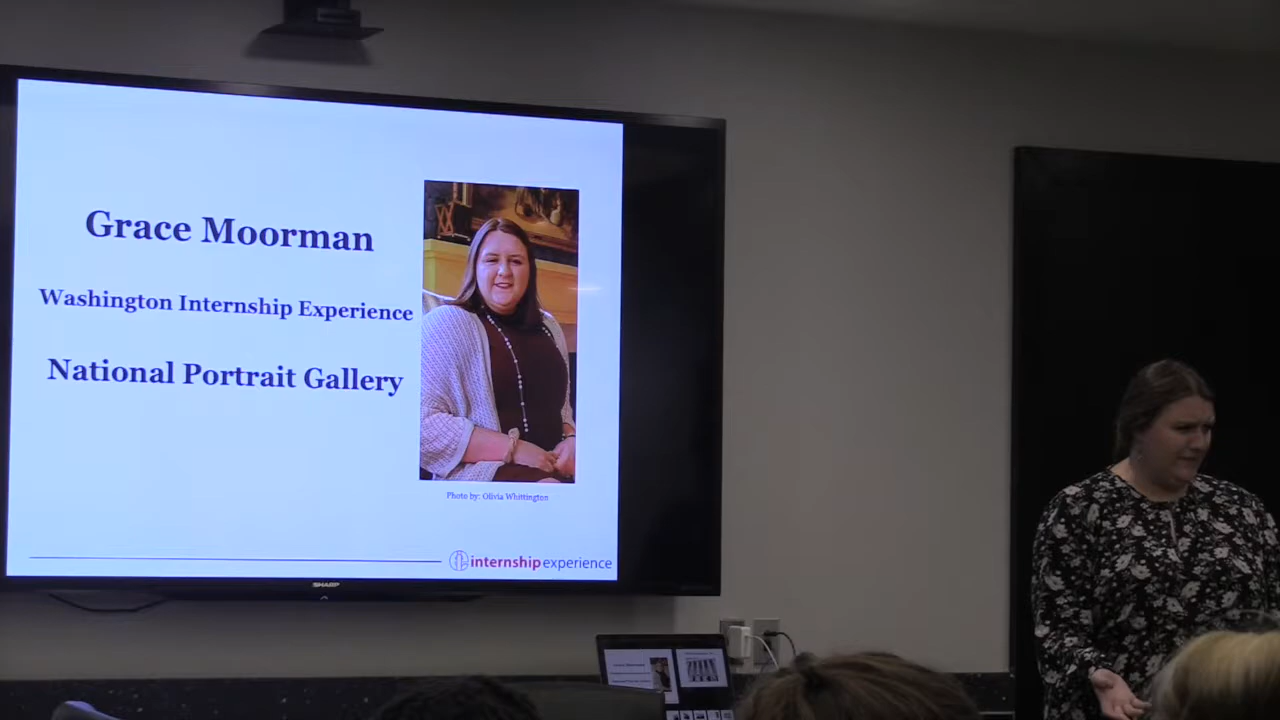 Grace Moorman
Washington Internship Experience
National Portrait Gallery
Photo by: Olivia Whittington
internship experience
SHARP